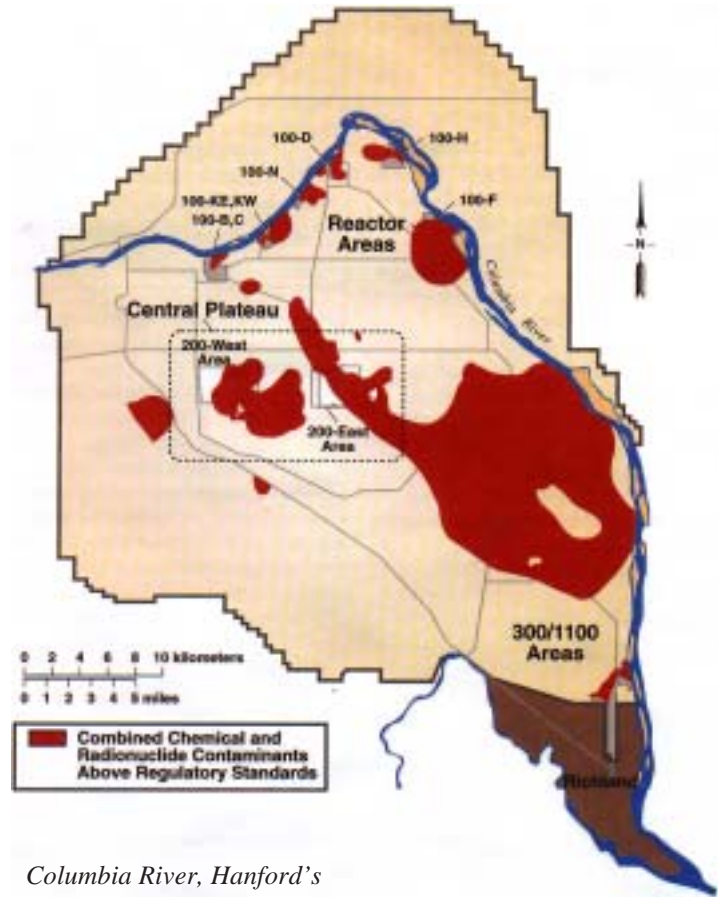 100-D
100-H
100-N
100-KE,KW
100-B,C
100-F
Reactor
Areas
N
Columbia River
Central Plateau
200-West
Area
200-East
Area
300/1100
Areas
0 2 4 6 8 10 kilometers
0 1 2 3 4 5 miles
Combined Chemical and
Radionuclide Contaminants
Above Regulatory Standards
Richland
Columbia River, Hanford's